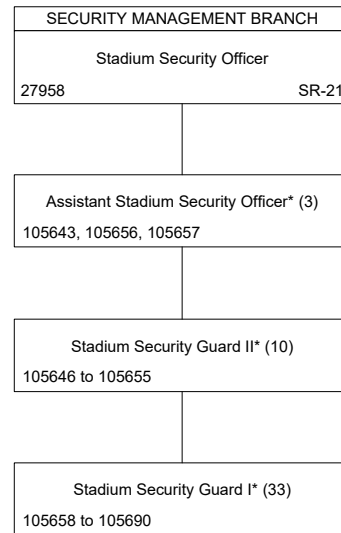 SECURITY MANAGEMENT BRANCH
Stadium Security Officer
27958 SR-21
Assistant Stadium Security Officer* (3)
105643, 105656, 105657
Stadium Security Guard II* (10)
105646 to 105655
Stadium Security Guard I* (33)
105658 to 105690